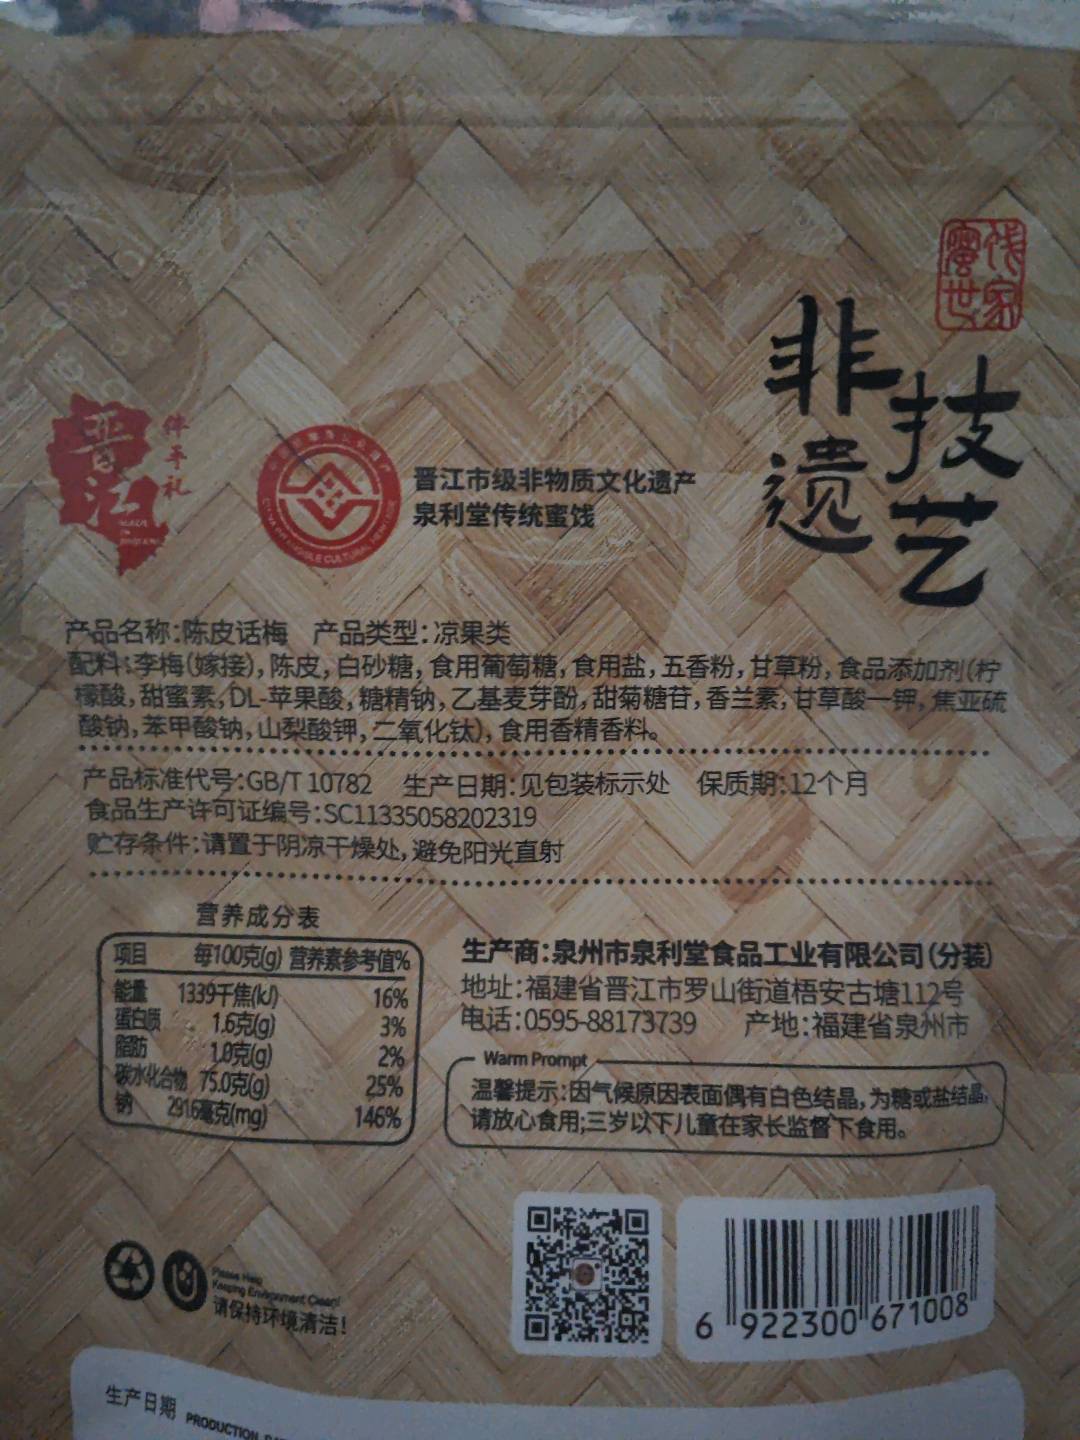 蜜饯世家
非遗技艺
晋江
伴手礼
晋江市级非物质文化遗产
泉利堂传统蜜饯
产品名称:陈皮话梅 产品类型:凉果类
配料:李梅(嫁接),陈皮,白砂糖,食用葡萄糖,食用盐,五香粉,甘草粉,食品添加剂(柠
檬酸,甜蜜素,DL-苹果酸,糖精钠,乙基麦芽酚,甜菊糖苷,香兰素,甘草酸一钾,焦亚硫
酸钠,苯甲酸钠,山梨酸钾,二氧化钛),食用香精香料。
产品标准代号:GB/T 10782 生产日期:见包装标示处 保质期:12个月
食品生产许可证编号:SC11335058202319
贮存条件:请置于阴凉干燥处,避免阳光直射
营养成分表
项目 每100克(g) 营养素参考值%
能量 1339千焦(kJ) 16%
蛋白质 1.6克(g) 3%
脂肪 1.0克(g) 2%
碳水化合物 75.0克(g) 25%
钠 2916毫克(mg) 146%
生产商:泉州市泉利堂食品工业有限公司(分装)
地址:福建省晋江市罗山街道梧安古塘112号
电话:0595-88173739 产地:福建省泉州市
Warm Prompt
温馨提示:因气候原因表面偶有白色结晶,为糖或盐结晶,
请放心食用;三岁以下儿童在家长监督下食用。
Please Help
Keeping Environment Clean!
请保持环境清洁!
6 922300 671008
生产日期 PRODUCTION